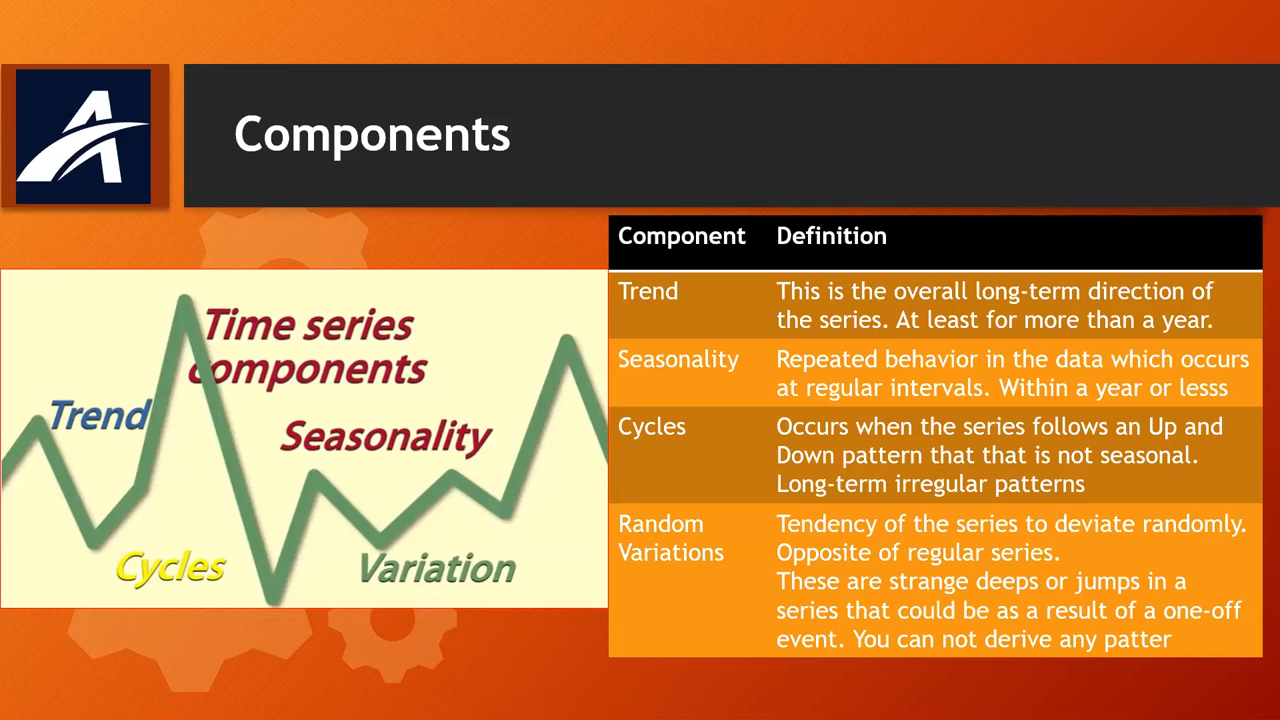 Components
Time series
components
Trend
Seasonality
Cycles
Variation
Component Definition
Trend This is the overall long-term direction of
the series. At least for more than a year.
Seasonality Repeated behavior in the data which occurs
at regular intervals. Within a year or lesss
Cycles Occurs when the series follows an Up and
Down pattern that that is not seasonal.
Long-term irregular patterns
Random Tendency of the series to deviate randomly.
Variations Opposite of regular series.
These are strange deeps or jumps in a
series that could be as a result of a one-off
event. You can not derive any patter